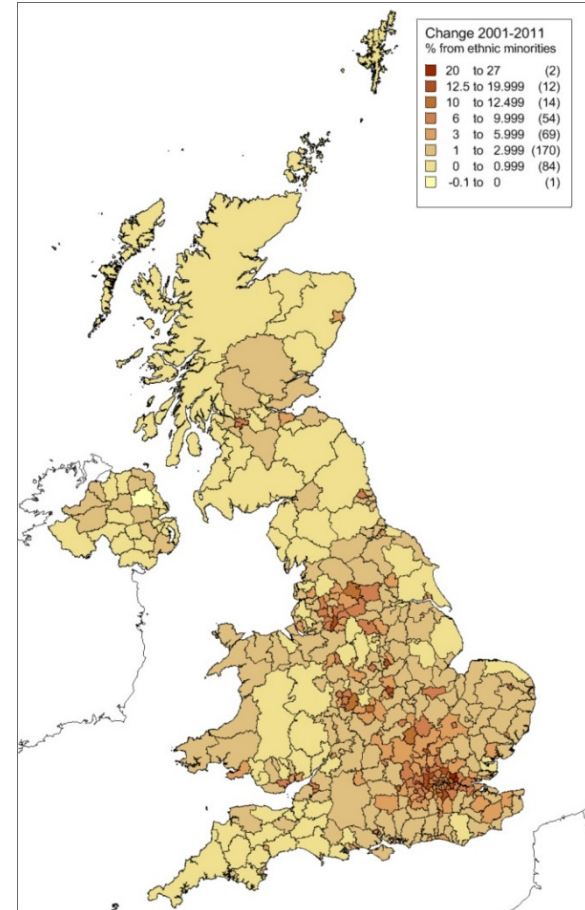 Change 2001-2011
% from ethnic minorities
20 to 27 (2)
12.5 to 19.999 (12)
10 to 12.499 (14)
6 to 9.999 (54)
3 to 5.999 (69)
1 to 2.999 (170)
0 to 0.999 (84)
-0.1 to 0 (1)